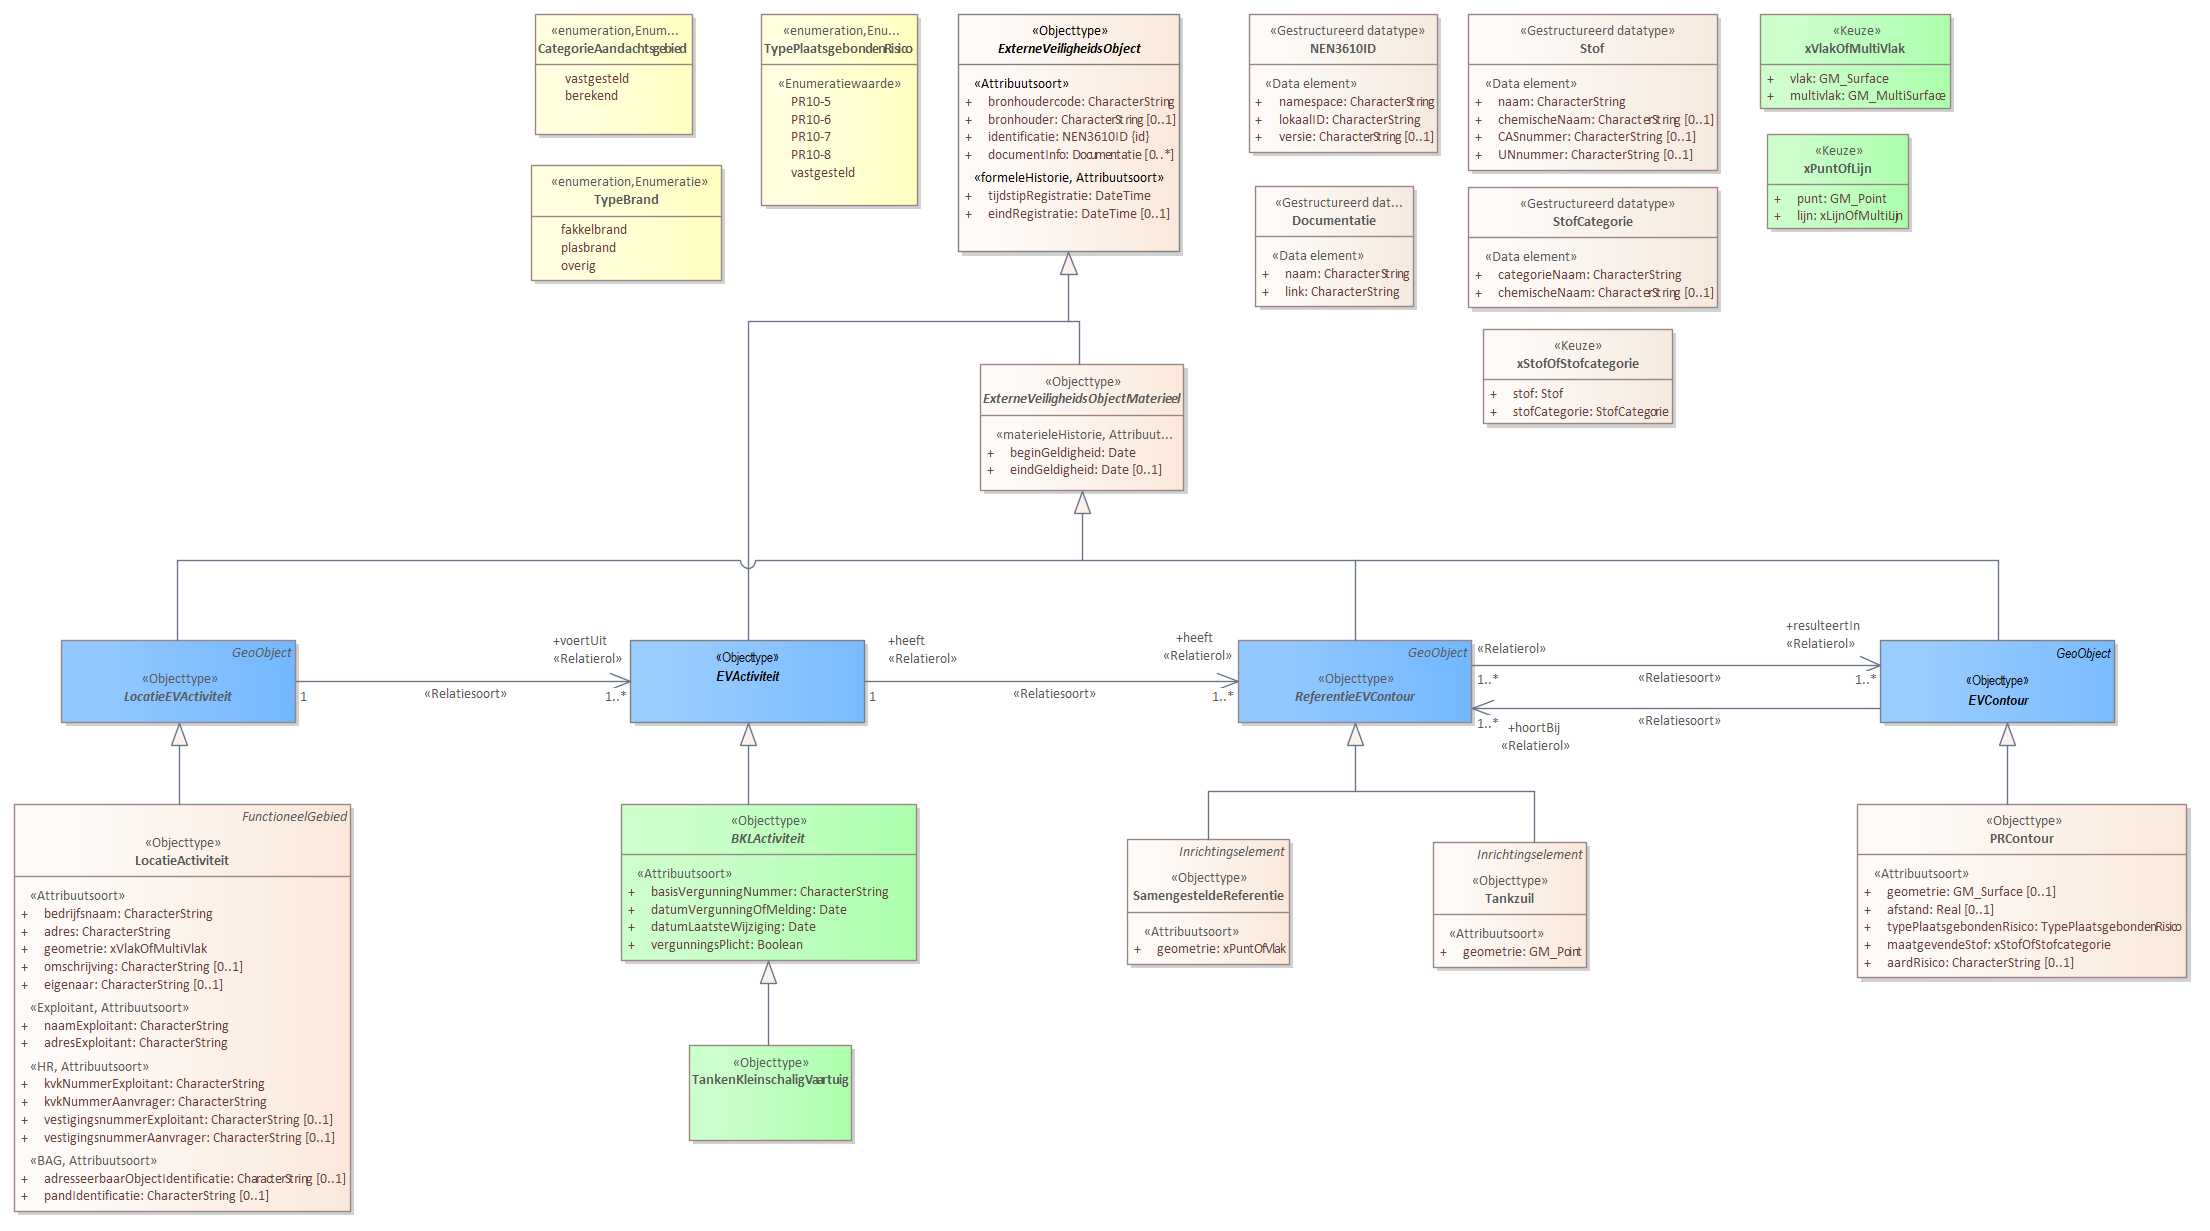 «enumeration,Enum...
CategorieAandachtsgebied
vastgesteld
berekend
«enumeration,Enumeratie»
TypeBrand
fakkelbrand
plasbrand
overig
«enumeration,Enu...
TypePlaatsgebondenRisico
«Enumeratiewaarde»
PR10-5
PR10-6
PR10-7
PR10-8
vastgesteld
«Objecttype»
ExterneVeiligheidsObject
«Attribuutsoort»
+ bronhoudercode: CharacterString
+ bronhouder: CharacterString [0..1]
+ identificatie: NEN3610ID {id}
+ documentInfo: Documentatie [0..*]
«formeleHistorie, Attribuutsoort»
+ tijdstipRegistratie: DateTime
+ eindRegistratie: DateTime [0..1]
«Gestructureerd datatype»
NEN3610ID
«Data element»
+ namespace: CharacterString
+ lokaalID: CharacterString
+ versie: CharacterString [0..1]
«Gestructureerd dat...
Documentatie
«Data element»
+ naam: CharacterString
+ link: CharacterString
«Gestructureerd datatype»
Stof
«Data element»
+ naam: CharacterString
+ chemischeNaam: CharacterString [0..1]
+ CASnummer: CharacterString [0..1]
+ UNnummer: CharacterString [0..1]
«Gestructureerd datatype»
StofCategorie
«Data element»
+ categorieNaam: CharacterString
+ chemischeNaam: CharacterString [0..1]
«Keuze»
xStofOfStofcategorie
+ stof: Stof
+ stofCategorie: StofCategorie
«Keuze»
xVlakOfMultiVlak
+ vlak: GM_Surface
+ multivlak: GM_MultiSurface
«Keuze»
xPuntOfLijn
+ punt: GM_Point
+ lijn: xLijnOfMultiLijn
«Objecttype»
ExterneVeiligheidsObjectMaterieel
«materieleHistorie, Attribuut...
+ beginGeldigheid: Date
+ eindGeldigheid: Date [0..1]
GeoObject
«Objecttype»
LocatieEVActiviteit
1
«Relatiesoort»
+voertUit
«Relatierol»
1..*
«Objecttype»
EVActiviteit
+heeft
«Relatierol»
1
«Relatiesoort»
+heeft
«Relatierol»
1..*
GeoObject
«Objecttype»
ReferentieEVContour
«Relatierol»
1..*
«Relatiesoort»
+resulteertIn
«Relatierol»
1..*
1..*
+hoortBij
«Relatierol»
«Relatiesoort»
GeoObject
«Objecttype»
EVContour
FunctioneelGebied
«Objecttype»
LocatieActiviteit
«Attribuutsoort»
+ bedrijfsnaam: CharacterString
+ adres: CharacterString
+ geometrie: xVlakOfMultiVlak
+ omschrijving: CharacterString [0..1]
+ eigenaar: CharacterString [0..1]
«Exploitant, Attribuutsoort»
+ naamExploitant: CharacterString
+ adresExploitant: CharacterString
«HR, Attribuutsoort»
+ kvkNummerExploitant: CharacterString
+ kvkNummerAanvrager: CharacterString
+ vestigingsnummerExploitant: CharacterString [0..1]
+ vestigingsnummerAanvrager: CharacterString [0..1]
«BAG, Attribuutsoort»
+ adresseerbaarObjectIdentificatie: CharacterString [0..1]
+ pandIdentificatie: CharacterString [0..1]
«Objecttype»
BKLActiviteit
«Attribuutsoort»
+ basisVergunningNummer: CharacterString
+ datumVergunningOfMelding: Date
+ datumLaatsteWijziging: Date
+ vergunningsPlicht: Boolean
«Objecttype»
TankenKleinschaligVaartuig
Inrichtingselement
«Objecttype»
SamengesteldeReferentie
«Attribuutsoort»
+ geometrie: xPuntOfVlak
Inrichtingselement
«Objecttype»
Tankzuil
«Attribuutsoort»
+ geometrie: GM_Point
«Objecttype»
PRContour
«Attribuutsoort»
+ geometrie: GM_Surface [0..1]
+ afstand: Real [0..1]
+ typePlaatsgebondenRisico: TypePlaatsgebondenRisico
+ maatgevendeStof: xStofOfStofcategorie
+ aardRisico: CharacterString [0..1]